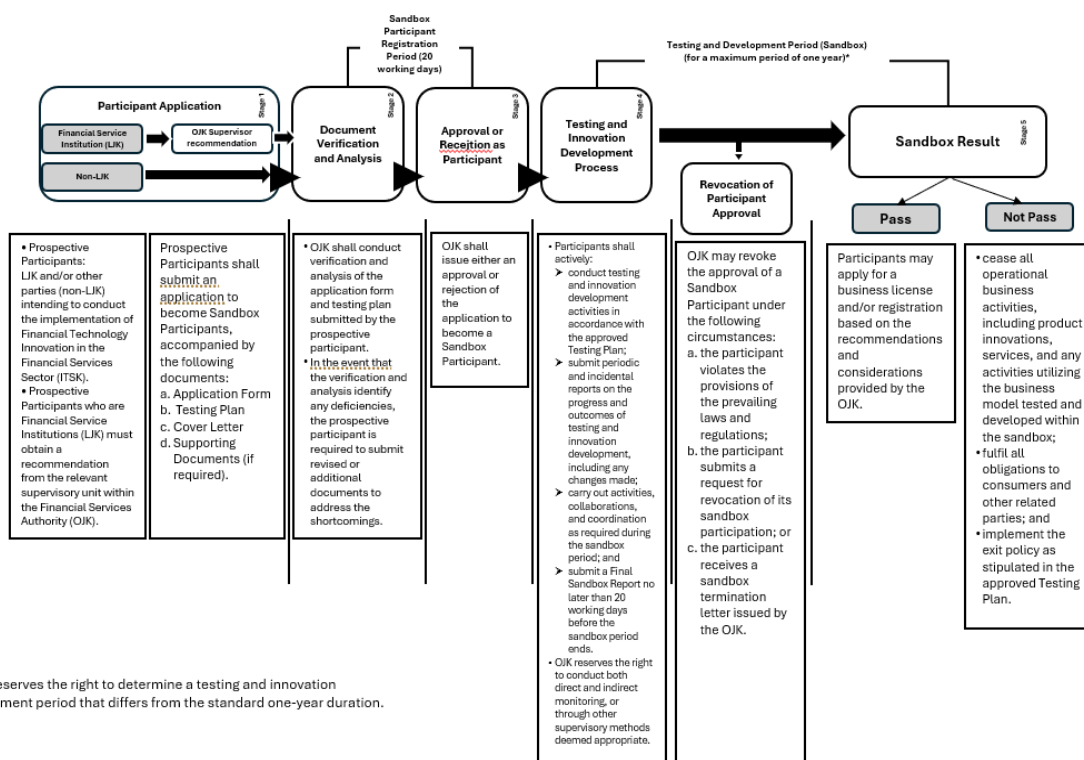 Sandbox
Participant
Registration
Period (20
working days)
Testing and Development Period (Sandbox)
(for a maximum period of one year)*
Participant Application
Stage 1
Financial Service
Institution (LJK)
OJK Supervisor
recommendation
Non-LJK
Stage 2
Document
Verification
and Analysis
Stage 3
Approval or
Recejtion as
Participant
Stage 4
Testing and
Innovation
Development
Process
Revocation of
Participant
Approval
Sandbox Result
Stage 5
Pass
Not Pass
• Prospective
Participants:
LJK and/or other
parties (non-LJK)
intending to conduct
the implementation of
Financial Technology
Innovation in the
Financial Services
Sector (ITSK).
• Prospective
Participants who are
Financial Service
Institutions (LJK) must
obtain a
recommendation
from the relevant
supervisory unit within
the Financial Services
Authority (OJK).
Prospective
Participants shall
submit an
application to
become Sandbox
Participants,
accompanied by
the following
documents:
a. Application Form
b. Testing Plan
c. Cover Letter
d. Supporting
Documents (if
required).
• OJK shall conduct
verification and
analysis of the
application form
and testing plan
submitted by the
prospective
participant.
• In the event that
the verification and
analysis identify
any deficiencies,
the prospective
participant is
required to submit
revised or
additional
documents to
address the
shortcomings.
OJK shall
issue either an
approval or
rejection of
the
application to
become a
Sandbox
Participant.
• Participants shall
actively:
➢ conduct testing
and innovation
development
activities in
accordance with
the approved
Testing Plan;
➢ submit periodic
and incidental
reports on the
progress and
outcomes of
testing and
innovation
development,
including any
changes made;
➢ carry out activities,
collaborations,
and coordination
as required during
the sandbox
period; and
➢ submit a Final
Sandbox Report no
later than 20
working days
before the
sandbox period
ends.
• OJK reserves the right
to conduct both
direct and indirect
monitoring, or
through other
supervisory methods
deemed appropriate.
OJK may revoke
the approval of a
Sandbox
Participant under
the following
circumstances:
a. the participant
violates the
provisions of
the prevailing
laws and
regulations;
b. the participant
submits a
request for
revocation of its
sandbox
participation; or
c. the participant
receives a
sandbox
termination
letter issued by
the OJK.
Participants may
apply for a
business license
and/or registration
based on the
recommendations
and
considerations
provided by the
OJK.
• cease all
operational
business
activities,
including product
innovations,
services, and any
activities utilizing
the business
model tested and
developed within
the sandbox;
• fulfil all
obligations to
consumers and
other related
parties; and
• implement the
exit policy as
stipulated in the
approved Testing
Plan.
eserves the right to determine a testing and innovation
ment period that differs from the standard one-year duration.